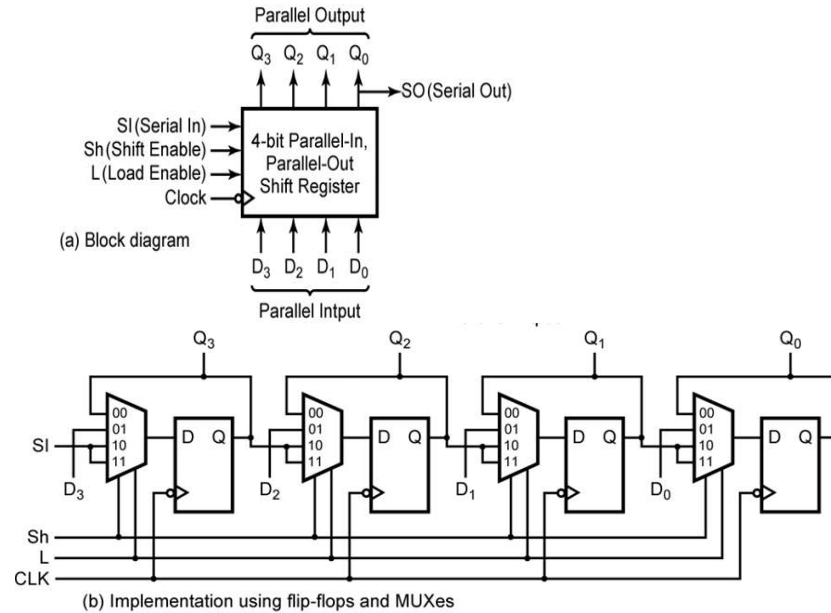 Parallel Output
Q3 Q2 Q1 Q0
SO (Serial Out)
SI (Serial In)
Sh (Shift Enable)
L (Load Enable)
Clock
4-bit Parallel-In,
Parallel-Out
Shift Register
(a) Block diagram
D3 D2 D1 D0
Parallel Intput
Q3 Q2 Q1 Q0
00 00 00 00
01 01 01 01
10 10 10 10
11 11 11 11
D Q D Q D Q D Q
SI
D3 D2 D1 D0
Sh
L
CLK
(b) Implementation using flip-flops and MUXes